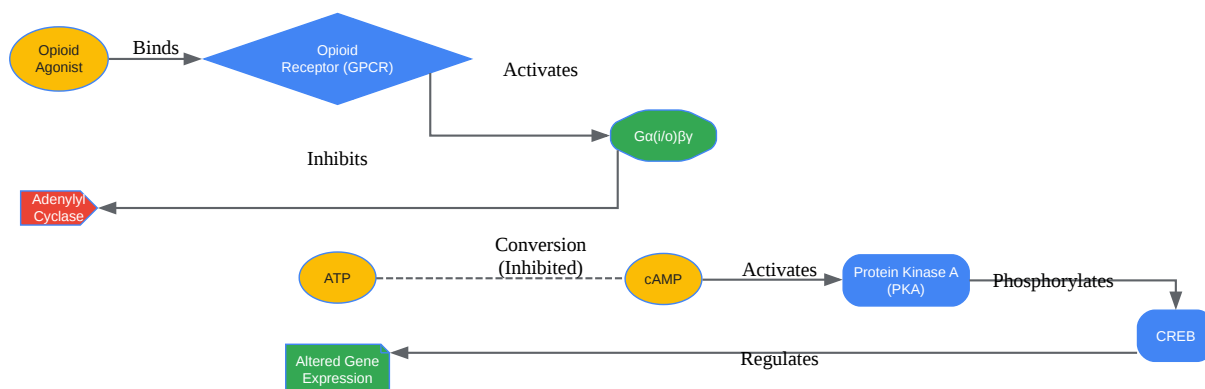 Opioid
Agonist
Binds
Opioid
Receptor (GPCR)
Activates
Gα(i/o)βγ
Inhibits
Adenylyl
Cyclase
ATP
Conversion
(Inhibited)
cAMP
Activates
Protein Kinase A
(PKA)
Phosphorylates
CREB
Altered Gene
Expression
Regulates